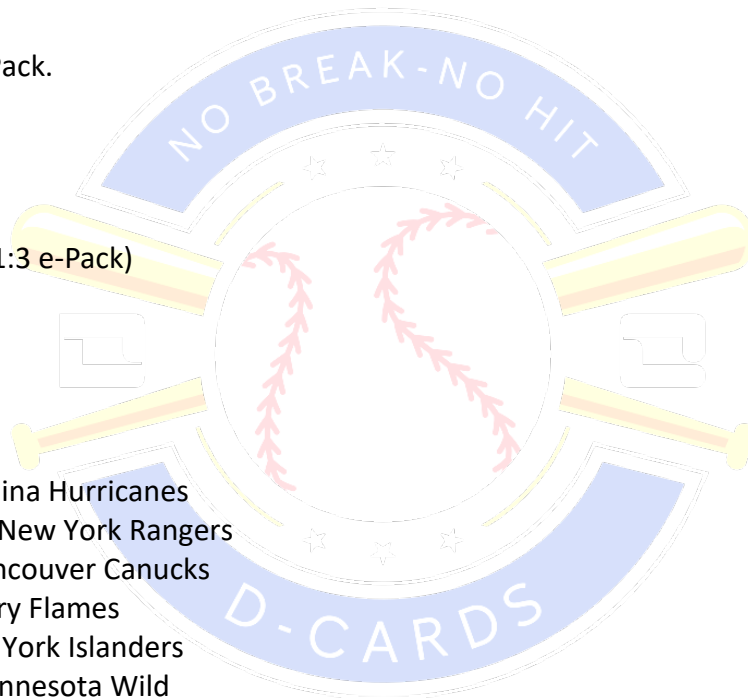 Pack.
NO BREAK-NO HIT
1:3 e-Pack)
ina Hurricanes
New York Rangers
ncouver Canucks
ry Flames
York Islanders
nnesota Wild
D-CARDS